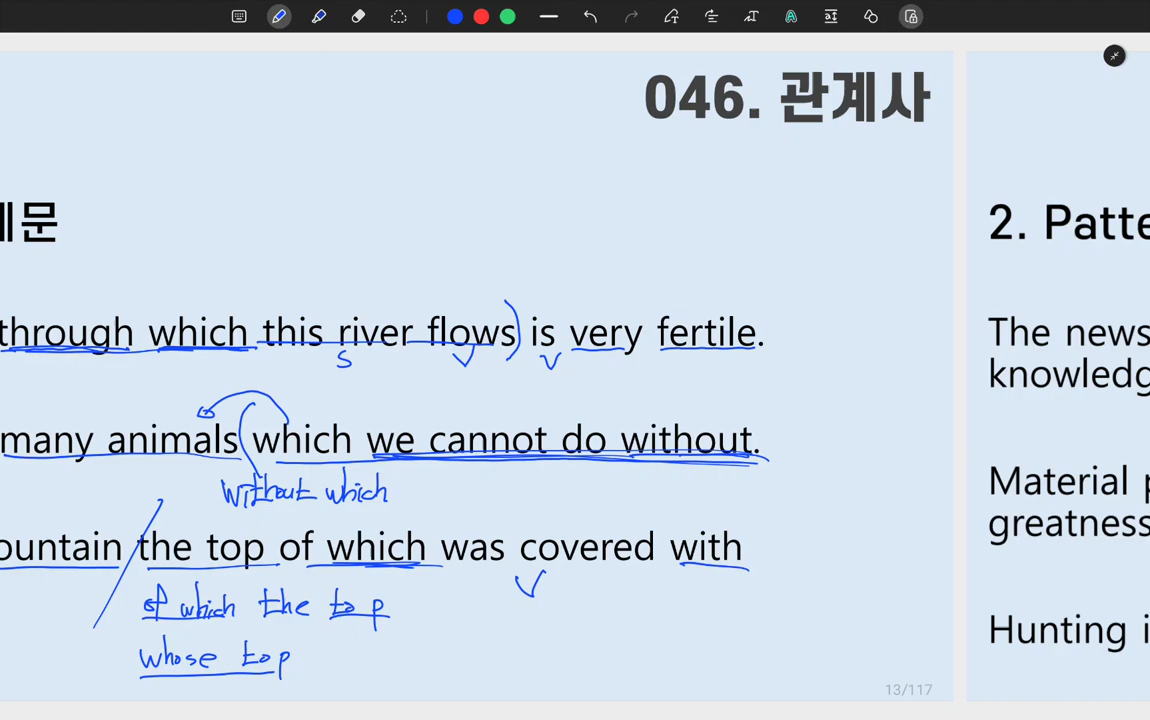 046. 관계사
예문
through which this river flows) is very fertile.
S V V
many animals (which we cannot do without.
without which
ountain / the top of which was covered with
V
of which the top
whose top
13/117
2. Patte
The news
knowledg
Material p
greatness
Hunting i